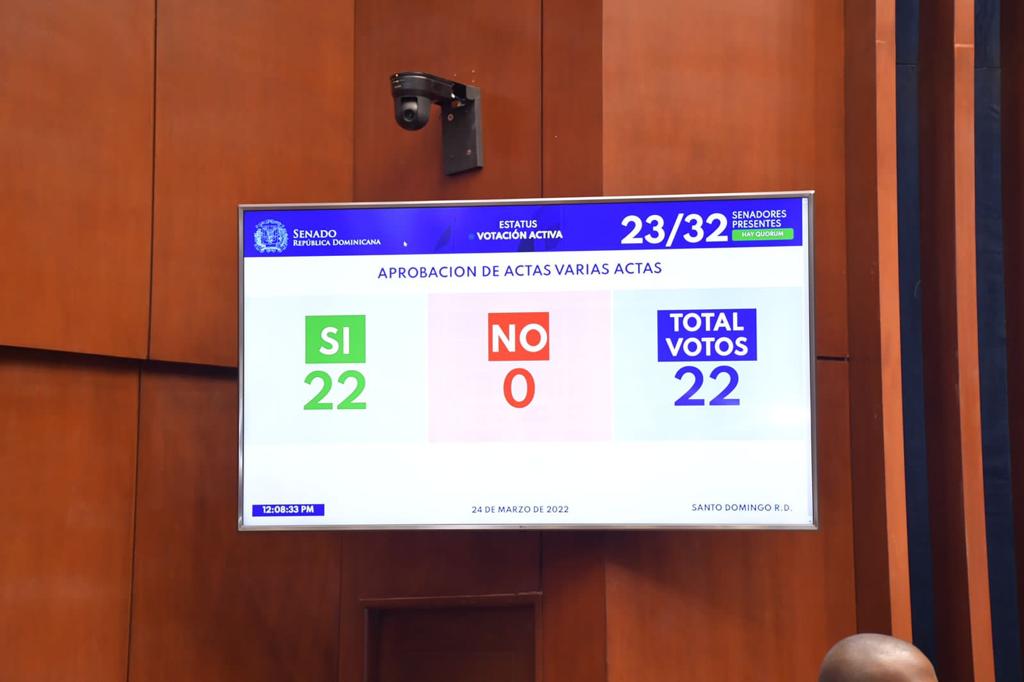 SENADO
REPÚBLICA DOMINICANA
ESTATUS
VOTACIÓN ACTIVA
23/32
SENADORES
PRESENTES
HAY QUORUM
APROBACION DE ACTAS VARIAS ACTAS
SI
22
NO
0
TOTAL
VOTOS
22
12:08:33 PM
24 DE MARZO DE 2022
SANTO DOMINGO R.D.